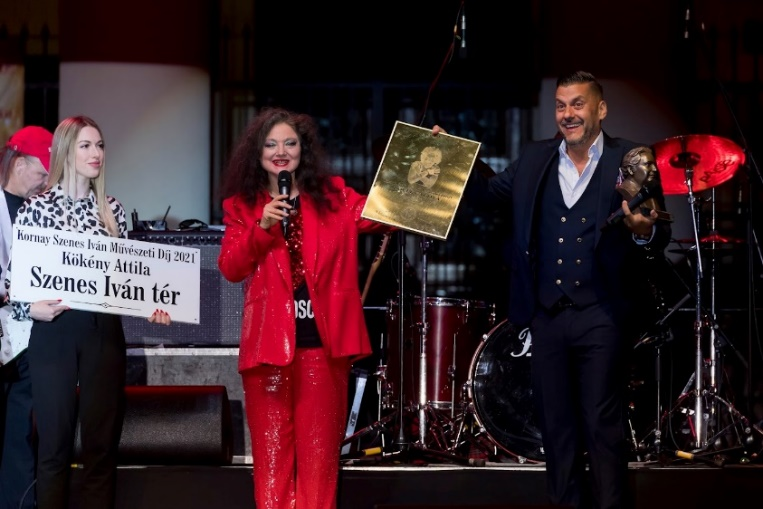 Kornay Szenes Iván Művészeti Díj 2021
Kökény Attila
Szenes Iván tér